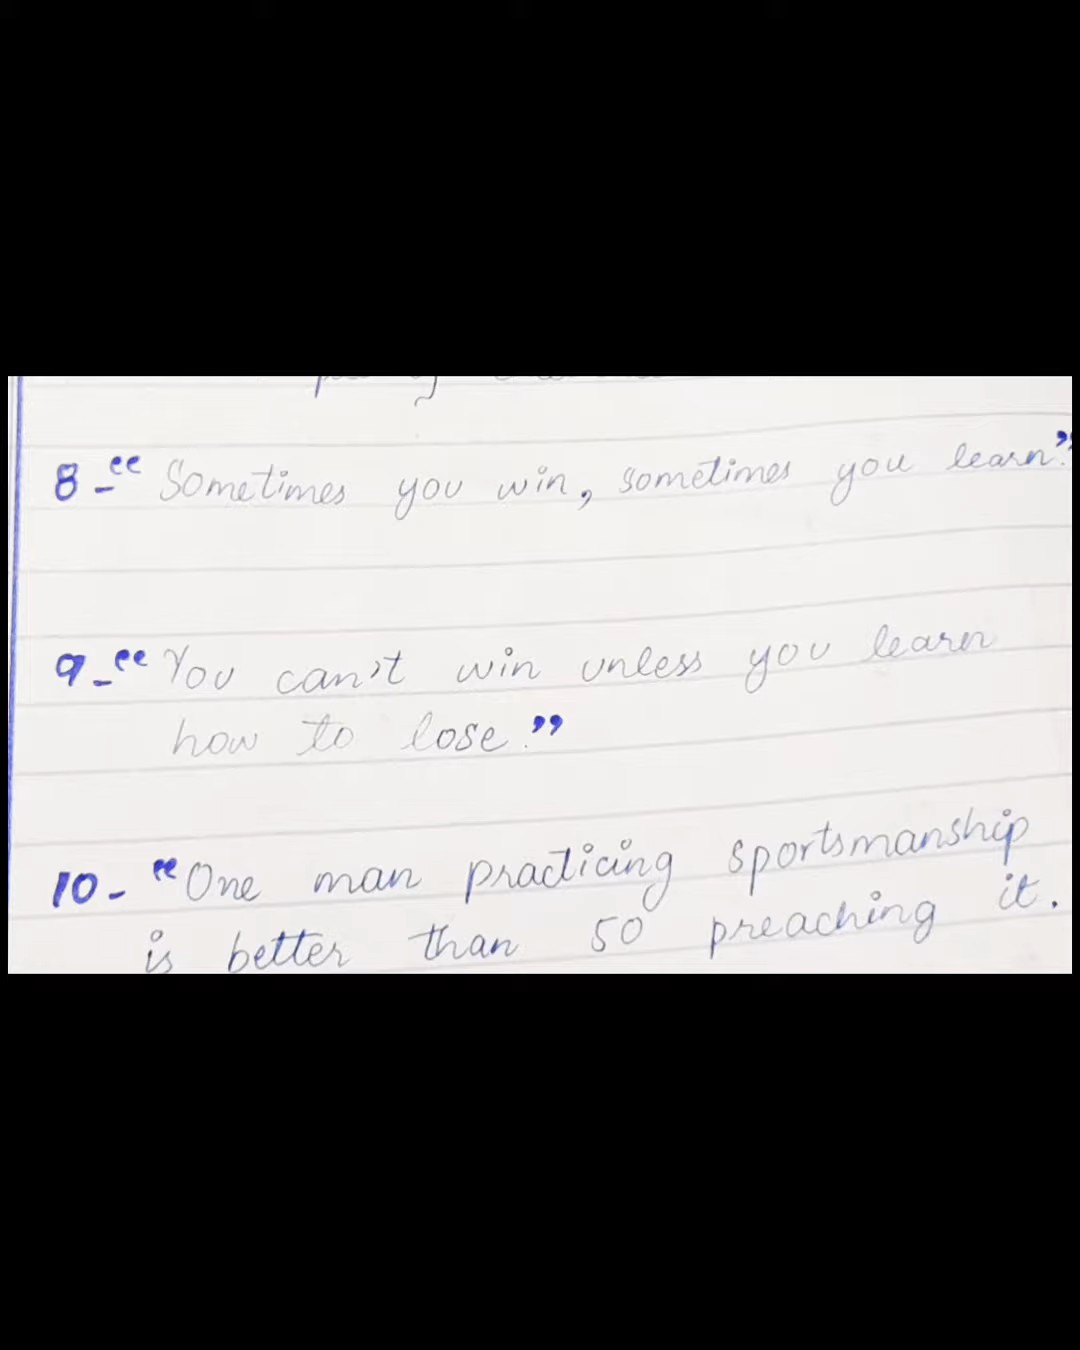 8-“Sometimes you win, sometimes you learn.”
9-“You can't win unless you learn
how to lose.”
10-“One man practicing sportsmanship
is better than 50 preaching it.